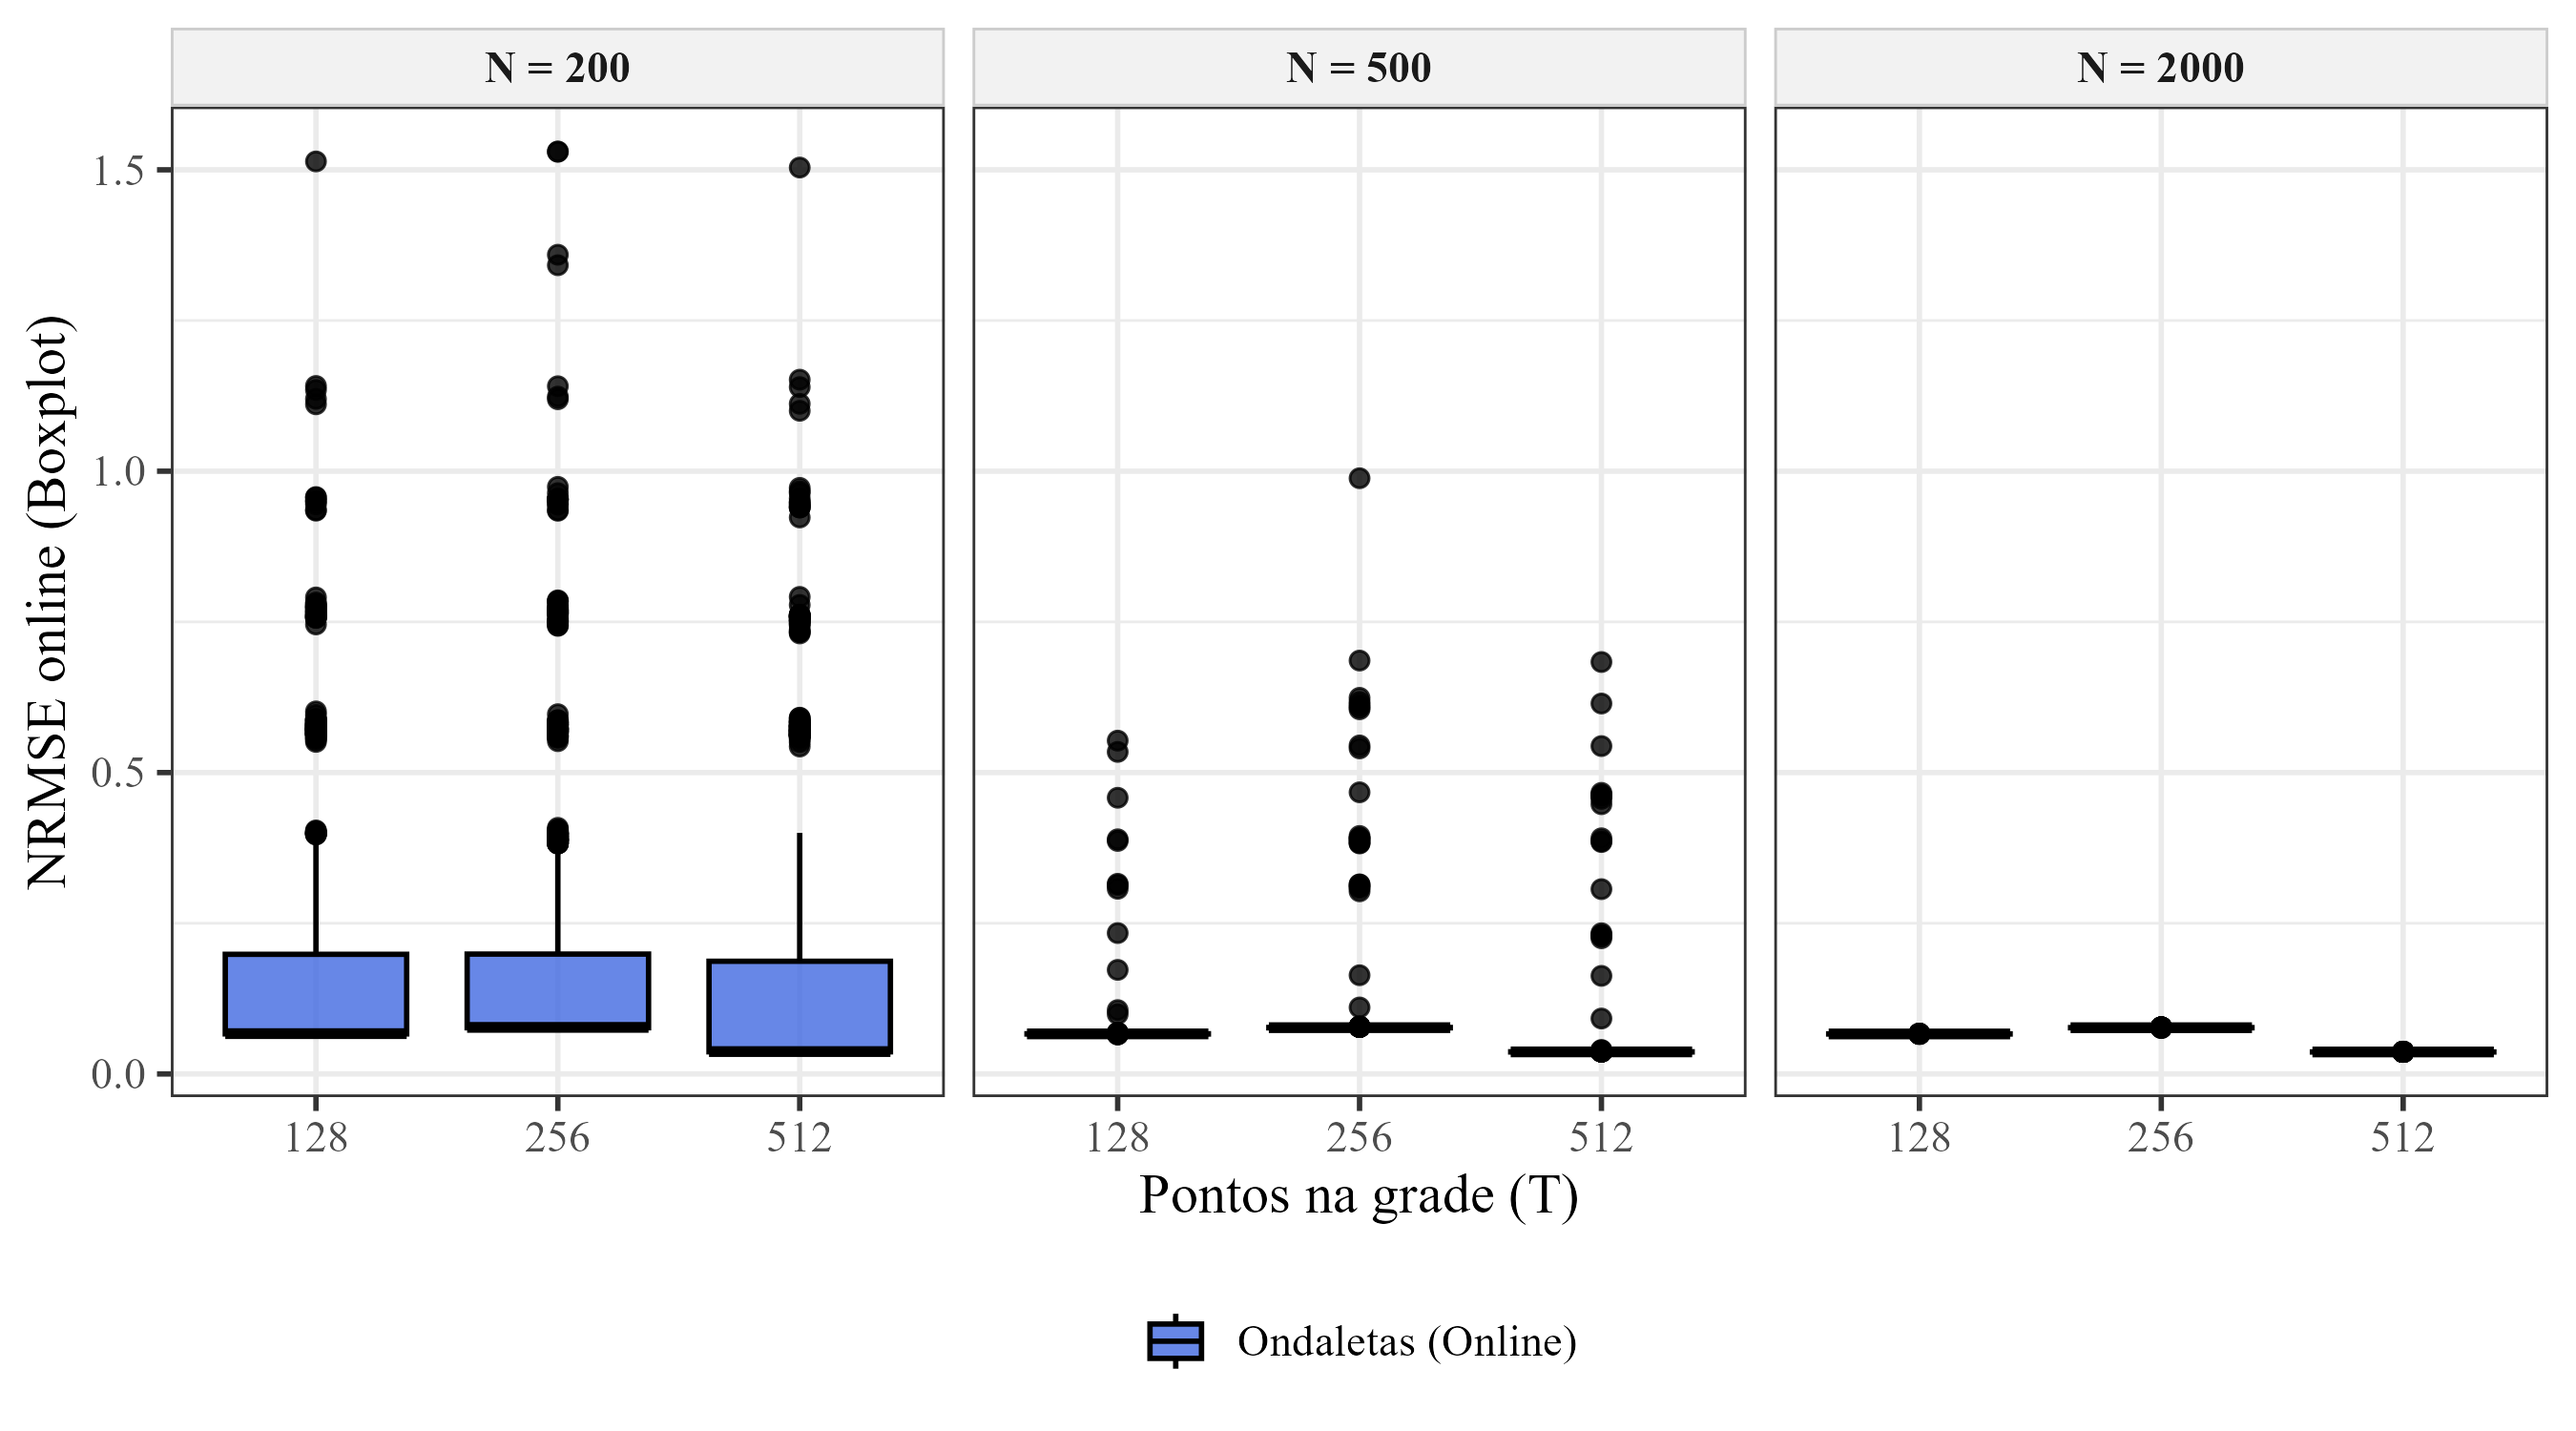 N = 200
N = 500
N = 2000
NRMSE online (Boxplot)
1.5
1.0
0.5
0.0
128 256 512
128 256 512
128 256 512
Pontos na grade (T)
Ondaletas (Online)